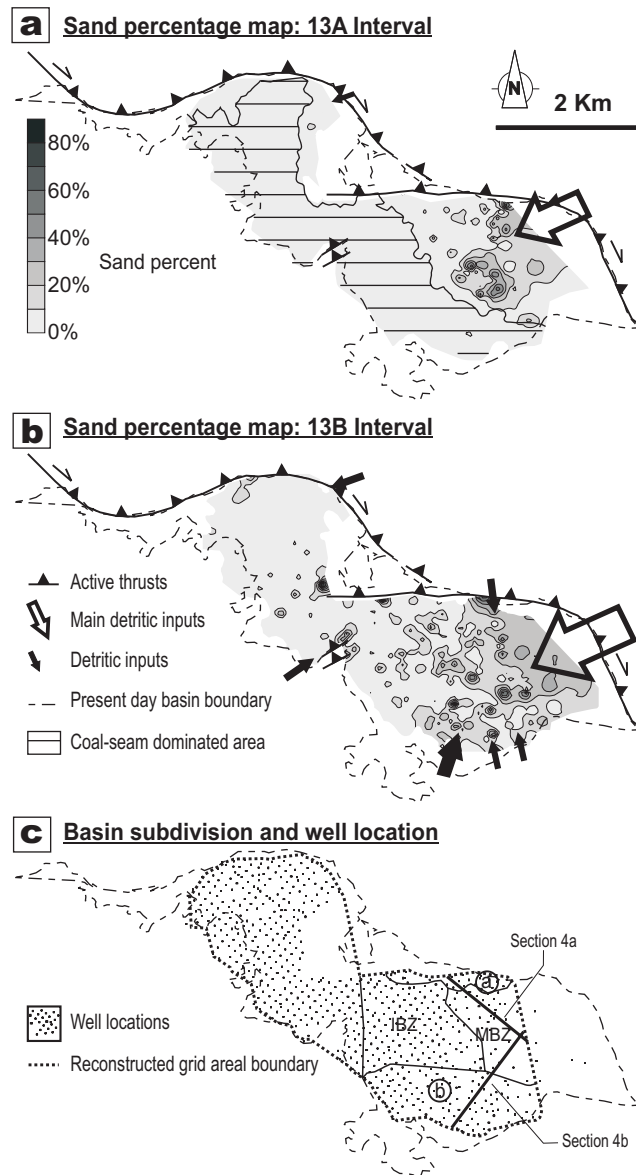 a Sand percentage map: 13A Interval
N
2 Km
80%
60%
40%
20%
0%
Sand percent
b Sand percentage map: 13B Interval
Active thrusts
Main detritic inputs
Detritic inputs
Present day basin boundary
Coal-seam dominated area
c Basin subdivision and well location
Section 4a
a
IBZ
MBZ
Well locations
Reconstructed grid areal boundary
b
Section 4b